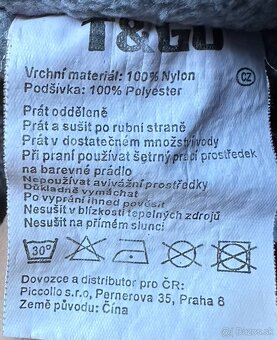 T&GO
Vrchní materiál: 100% Nylon
Podšívka: 100% Polyester
CZ
Prát odděleně
Prát a sušit po rubní straně
Prát v dostatečném množství vody
Při praní používat šetrný prací prostředek
na barevné prádlo
Nepoužívat avivážní prostředky
Důkladně vymáchat
Po vyprání ihned pověsit
Nesušit v blízkosti tepelných zdrojů
Nesušit na přímém slunci
30°
Dovozce a distributor pro ČR:
Piccollo s.r.o, Pernerova 35, Praha 8
Země původu: Čína